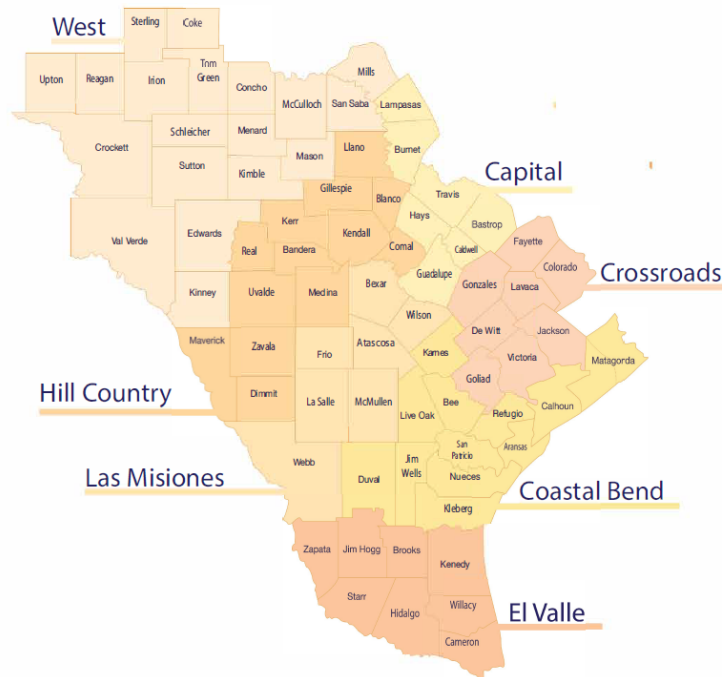 West
Sterling
Coke
Upton
Reagan
Irion
Tom
Green
Concho
McCulloch
San Saba
Mills
Lampasas
Crockett
Schleicher
Menard
Sutton
Kimble
Mason
Llano
Burnet
Gillespie
Blanco
Capital
Travis
Hays
Bastrop
Val Verde
Edwards
Kerr
Real
Bandera
Kendall
Comal
Caldwell
Guadalupe
Fayette
Colorado
Gonzales
Lavaca
Crossroads
Kinney
Uvalde
Medina
Bexar
Wilson
Maverick
Zavala
Frio
Atascosa
Karnes
De Witt
Jackson
Victoria
Matagorda
Goliad
Hill Country
Dimmit
La Salle
McMullen
Live Oak
Bee
Refugio
Calhoun
Las Misiones
Webb
Duval
Jim
Wells
San
Patricio
Aransas
Nueces
Kleberg
Coastal Bend
Zapata
Jim Hogg
Brooks
Kenedy
Starr
Hidalgo
Willacy
Cameron
El Valle